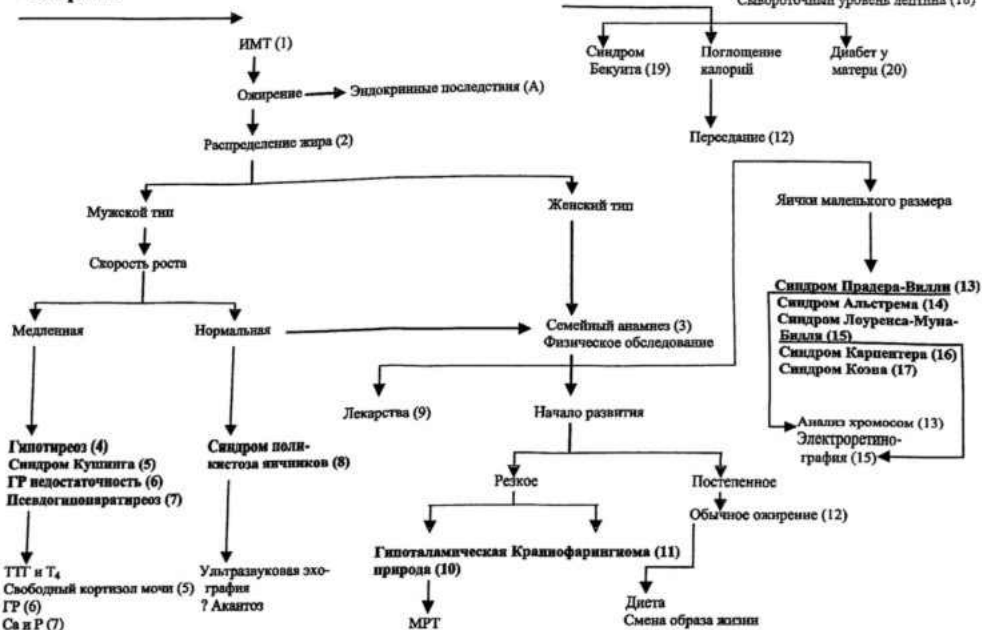 Сывороточный уровень лептина (18)
ИМТ (1)
Синдром
Бекуита (19)
Поглощение
калорий
Диабет у
матери (20)
Ожирение
Эндокринные последствия (А)
Распределение жира (2)
Переедание (12)
Мужской тип
Женский тип
Яички маленького размера
Скорость роста
Медленная
Нормальная
Семейный анамнез (3)
Физическое обследование
Синдром Прадера-Вилли (13)
Синдром Альстрема (14)
Синдром Лоуренса-Муна-
Бидля (15)
Синдром Карпентера (16)
Синдром Коэна (17)
Лекарства (9)
Начало развития
Анализ хромосом (13)
Электроретино-
графия (15)
Гипотиреоз (4)
Синдром Кушинга (5)
ГР недостаточность (6)
Псевдогипопаратиреоз (7)
Синдром поли-
кистоза яичников (8)
Резкое
Постепенное
Обычное ожирение (12)
Гипоталамическая
природа (10)
Краниофарингиома (11)
ТТГ и Т₄
Свободный кортизол мочи (5)
ГР (6)
Са и Р (7)
Ультразвуковая эхо-
графия
? Акантоз
МРТ
Диета
Смена образа жизни